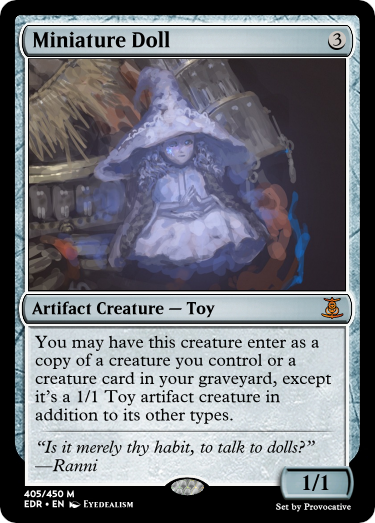 Miniature Doll 3
Artifact Creature — Toy
You may have this creature enter as a
copy of a creature you control or a
creature card in your graveyard, except
it's a 1/1 Toy artifact creature in
addition to its other types.
“Is it merely thy habit, to talk to dolls?”
—Ranni
1/1
405/450 M
EDR • EN Eyedealism
Set by Provocative